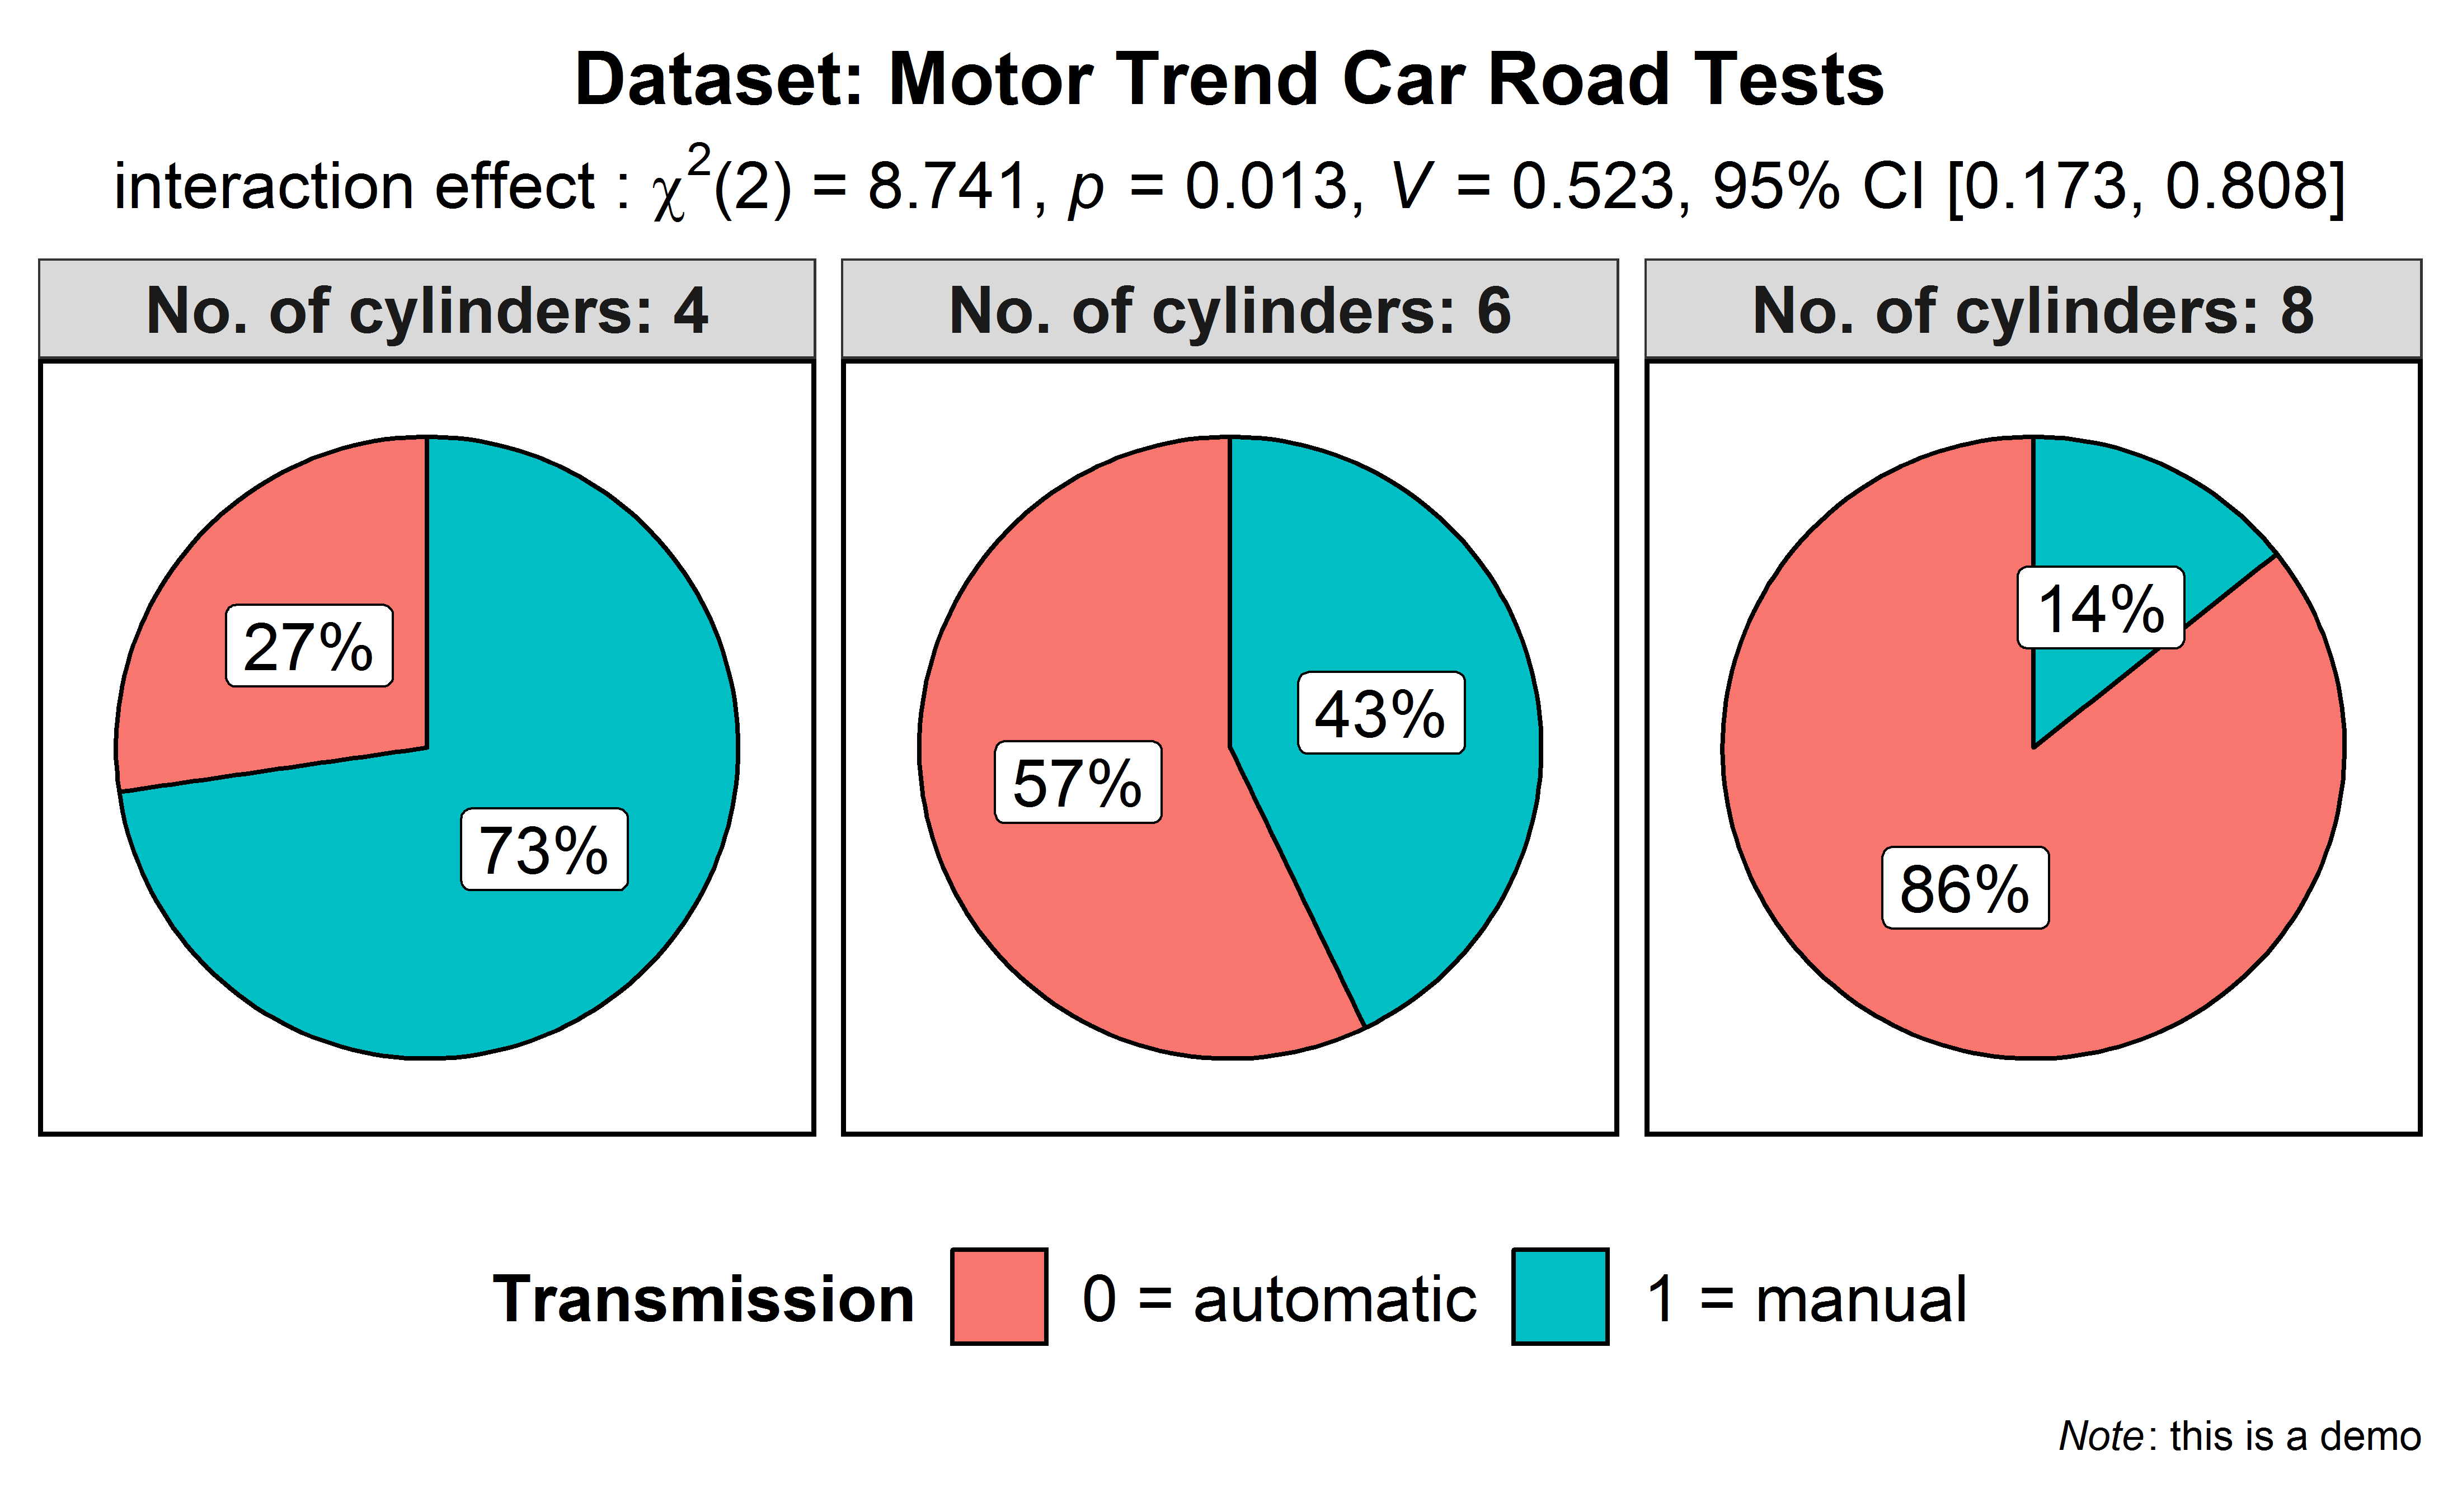 Dataset: Motor Trend Car Road Tests
interaction effect : χ²(2) = 8.741, p = 0.013, V = 0.523, 95% CI [0.173, 0.808]
No. of cylinders: 4
No. of cylinders: 6
No. of cylinders: 8
27%
73%
43%
57%
14%
86%
Transmission 0 = automatic 1 = manual
Note: this is a demo